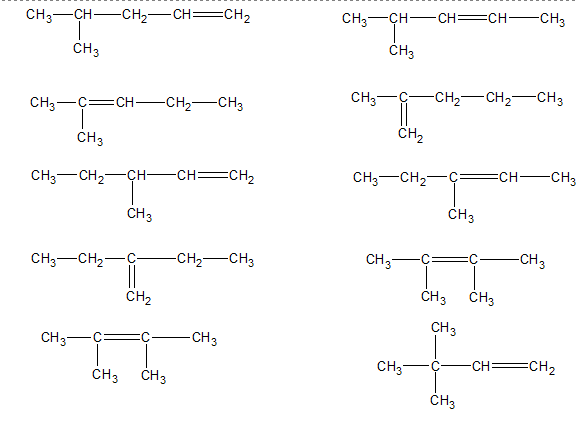 CH3—CH—CH2—CH═CH2
CH3
CH3—CH—CH═CH—CH3
CH3
CH3—C═CH—CH2—CH3
CH3
CH3—C—CH2—CH2—CH3
CH2
CH3—CH2—CH—CH═CH2
CH3
CH3—CH2—C═CH—CH3
CH3
CH3—CH2—C—CH2—CH3
CH2
CH3—C═C—CH3
CH3 CH3
CH3—C═C—CH3
CH3 CH3
CH3
CH3—C—CH═CH2
CH3